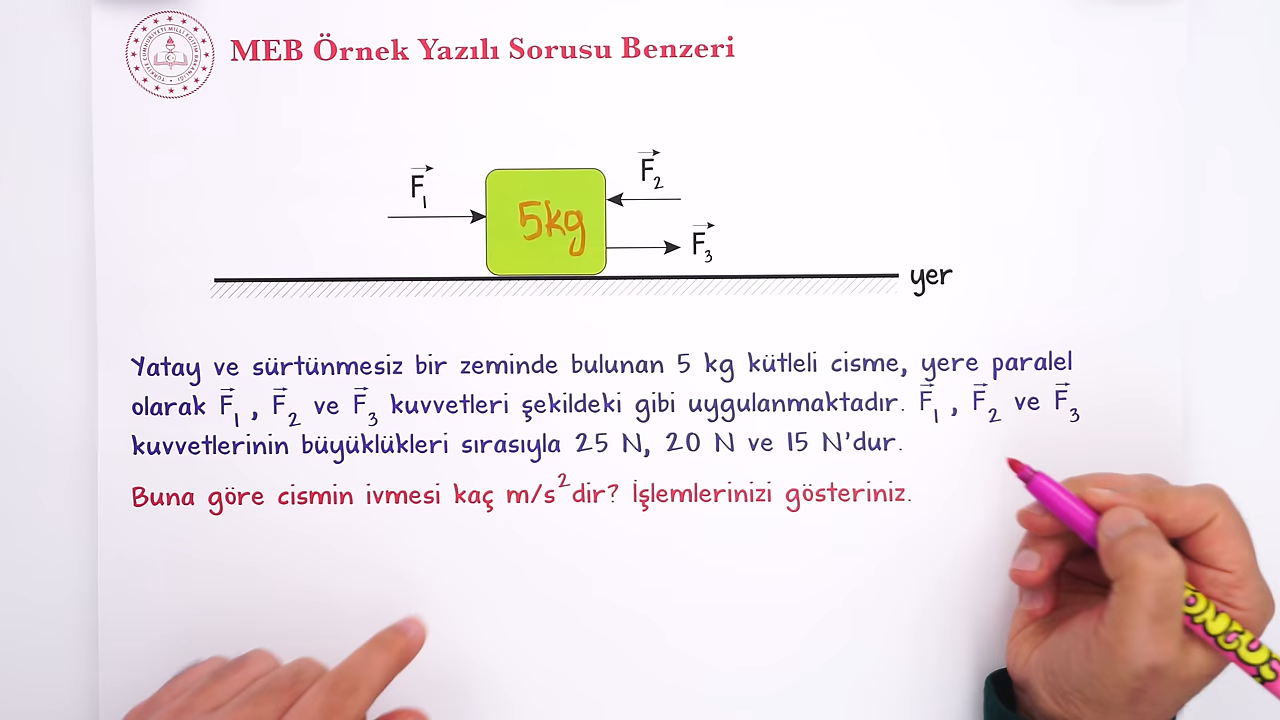 MEB Örnek Yazılı Sorusu Benzeri
F₁
F₂
5kg
F₃
yer
Yatay ve sürtünmesiz bir zeminde bulunan 5 kg kütleli cisme, yere paralel
olarak F₁, F₂ ve F₃ kuvvetleri şekildeki gibi uygulanmaktadır. F₁, F₂ ve F₃
kuvvetlerinin büyüklükleri sırasıyla 25 N, 20 N ve 15 N'dur.
Buna göre cismin ivmesi kaç m/s² dir? İşlemlerinizi gösteriniz.